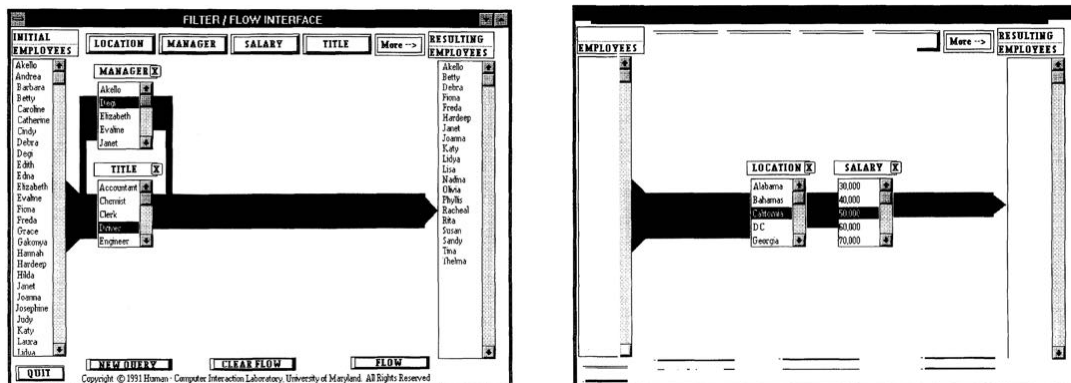 FILTER / FLOW INTERFACE
INITIAL
EMPLOYEES
LOCATION
MANAGER
SALARY
TITLE
More -->
RESULTING
EMPLOYEES
Akello
Andrea
Barbara
Betty
Caroline
Catherine
Cindy
Debra
Degi
Edith
Edna
Elizabeth
Evaline
Fiona
Freda
Grace
Gakonya
Hannah
Hardeep
Hilda
Janet
Joanna
Josephine
Judy
Katy
Laura
Lidya
MANAGER X
Akello
Degi
Elizabeth
Evaline
Janet
TITLE X
Accountant
Chemist
Clerk
Driver
Engineer
Akello
Betty
Debra
Fiona
Freda
Hardeep
Janet
Joanna
Katy
Lidya
Lisa
Nadina
Olivia
Phyllis
Racheal
Rita
Susan
Sandy
Tina
Thelma
NEW QUERY
CLEAR FLOW
FLOW
QUIT
Copyright © 1991 Human - Computer Interaction Laboratory, University of Maryland. All Rights Reserved
EMPLOYEES
More -->
RESULTING
EMPLOYEES
LOCATION X
Alabama
Bahamas
California
DC
Georgia
SALARY X
30,000
40,000
50,000
60,000
70,000